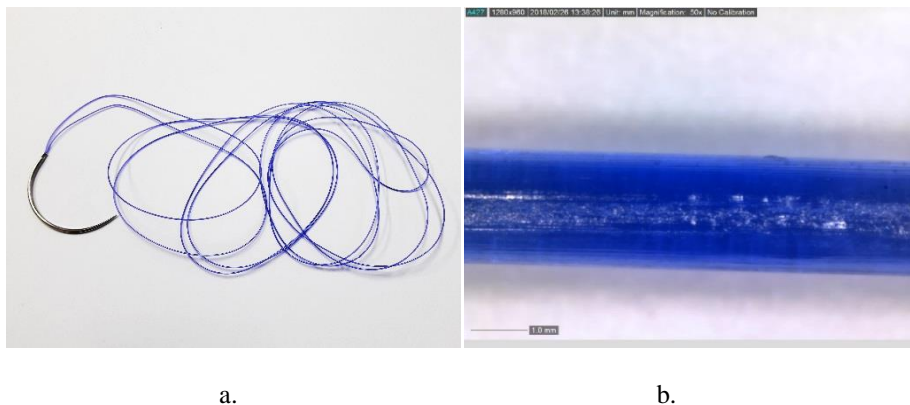 A427 1280x960 2018/02/26 13:38:26 Unit: mm Magnification: 50x No Calibration
1.0 mm
a. b.